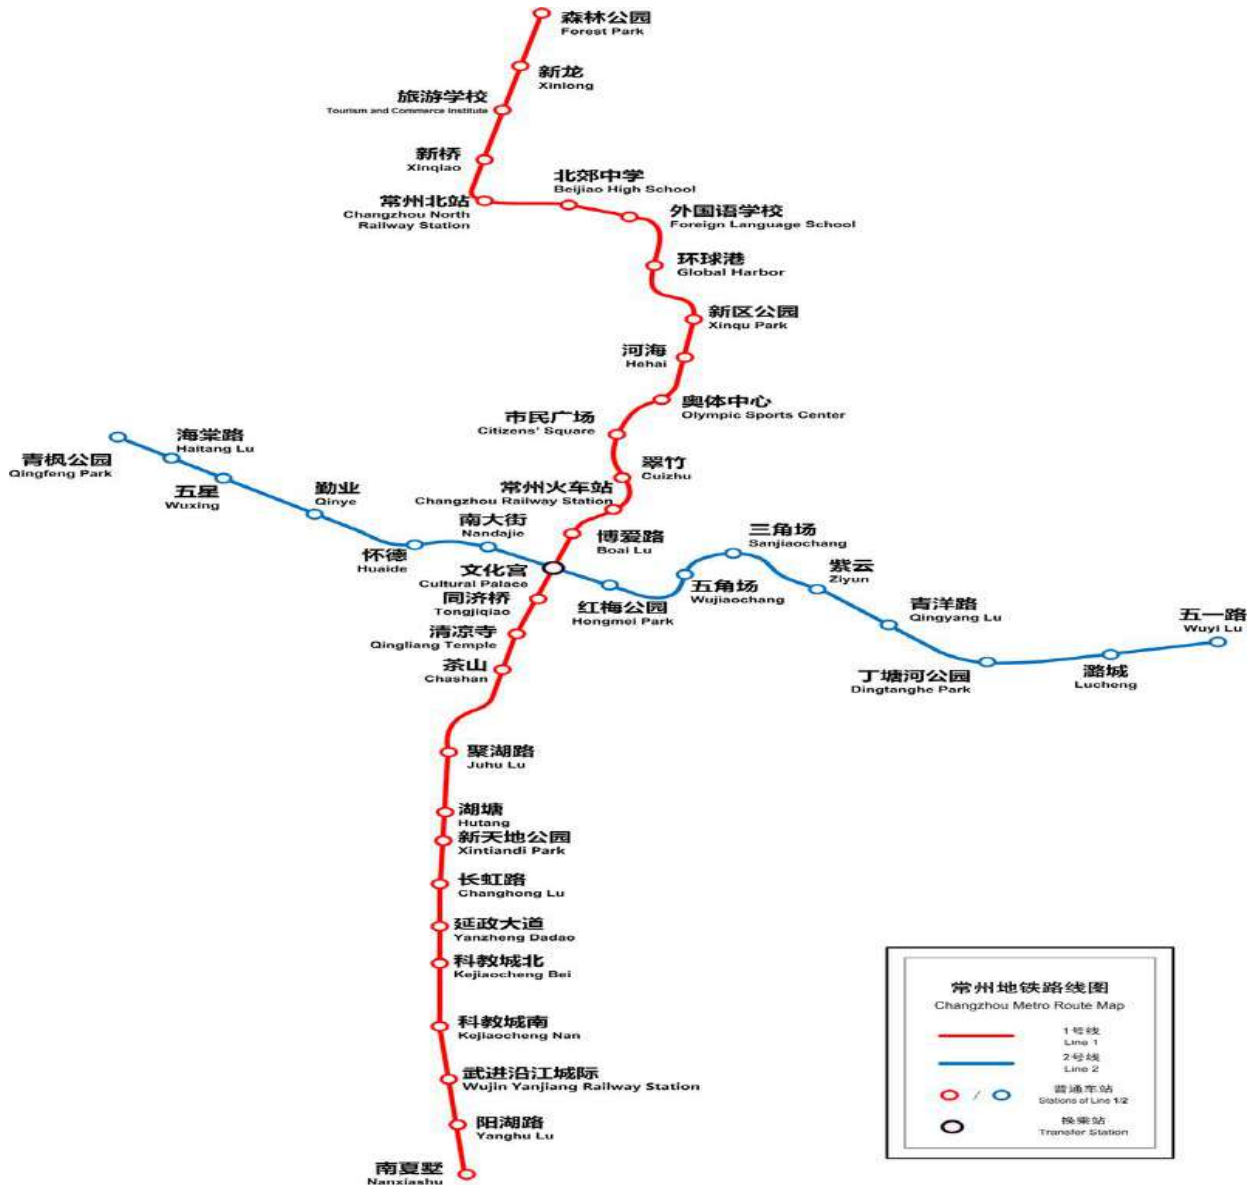 森林公园
Forest Park
新龙
Xinlong
旅游学校
Tourism and Commerce Institute
新桥
Xinqiao
常州北站
Changzhou North
Railway Station
北郊中学
Beijiao High School
外国语学校
Foreign Language School
环球港
Global Harbor
新区公园
Xinqu Park
河海
Hehai
奥体中心
Olympic Sports Center
市民广场
Citizens' Square
翠竹
Cuizhu
常州火车站
Changzhou Railway Station
博爱路
Boai Lu
青枫公园
Qingfeng Park
海棠路
Haitang Lu
五星
Wuxing
勤业
Qinye
怀德
Huaide
南大街
Nandajie
文化宫
Cultural Palace
红梅公园
Hongmei Park
五角场
Wujiaochang
三角场
Sanjiaochang
紫云
Ziyun
青洋路
Qingyang Lu
丁塘河公园
Dingtanghe Park
潞城
Lucheng
五一路
Wuyi Lu
同济桥
Tongjiqiao
清凉寺
Qingliang Temple
茶山
Chashan
聚湖路
Juhu Lu
湖塘
Hutang
新天地公园
Xintiandi Park
长虹路
Changhong Lu
延政大道
Yanzheng Dadao
科教城北
Kejiaocheng Bei
科教城南
Kejiaocheng Nan
武进沿江城际
Wujin Yanjiang Railway Station
阳湖路
Yanghu Lu
南夏墅
Nanxiashu
常州地铁路线图
Changzhou Metro Route Map
1号线
Line 1
2号线
Line 2
/
普通车站
Stations of Line 1/2
换乘站
Transfer Station